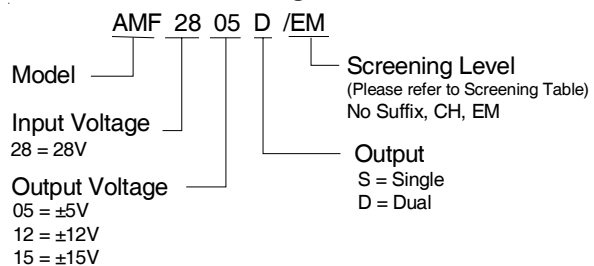 AMF 28 05 D /EM
Model
Input Voltage
28 = 28V
Output Voltage
05 = ±5V
12 = ±12V
15 = ±15V
Screening Level
(Please refer to Screening Table)
No Suffix, CH, EM
Output
S = Single
D = Dual